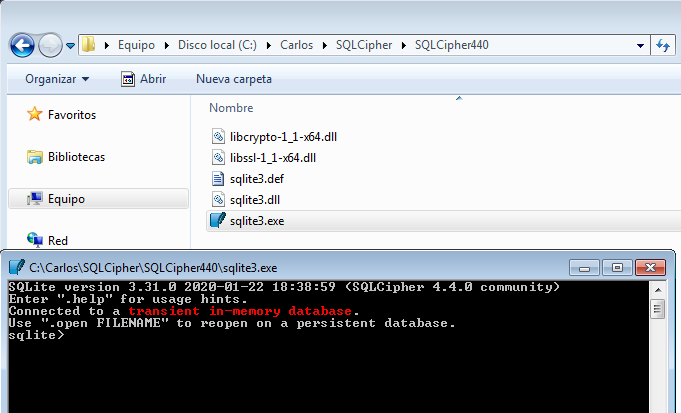 Equipo Disco local (C:) Carlos SQLCipher SQLCipher440
Organizar Abrir Nueva carpeta
Favoritos
Bibliotecas
Equipo
Red
Nombre
libcrypto-1_1-x64.dll
libssl-1_1-x64.dll
sqlite3.def
sqlite3.dll
sqlite3.exe
C:\Carlos\SQLCipher\SQLCipher440\sqlite3.exe
SQLite version 3.31.0 2020-01-22 18:38:59 (SQLCipher 4.4.0 community)
Enter ".help" for usage hints.
Connected to a transient in-memory database.
Use ".open FILENAME" to reopen on a persistent database.
sqlite>